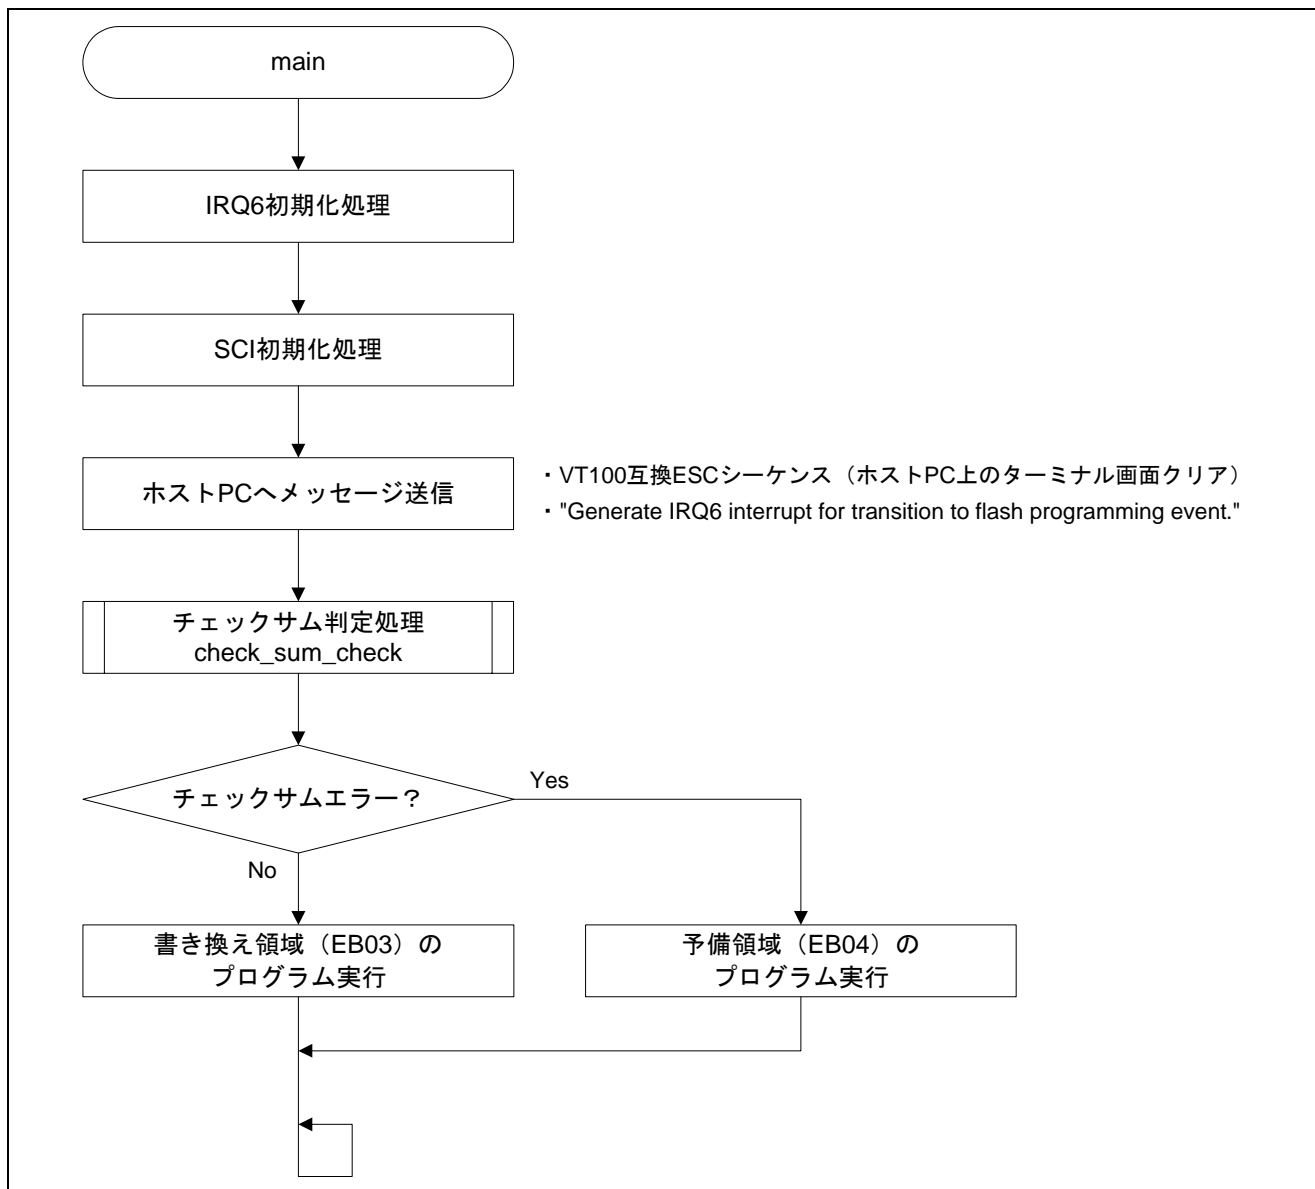 main
IRQ6初期化処理
SCI初期化処理
ホストPCへメッセージ送信
・VT100互換ESCシーケンス（ホストPC上のターミナル画面クリア）
・"Generate IRQ6 interrupt for transition to flash programming event."
チェックサム判定処理
check_sum_check
チェックサムエラー？
Yes
No
書き換え領域（EB03）の
プログラム実行
予備領域（EB04）の
プログラム実行